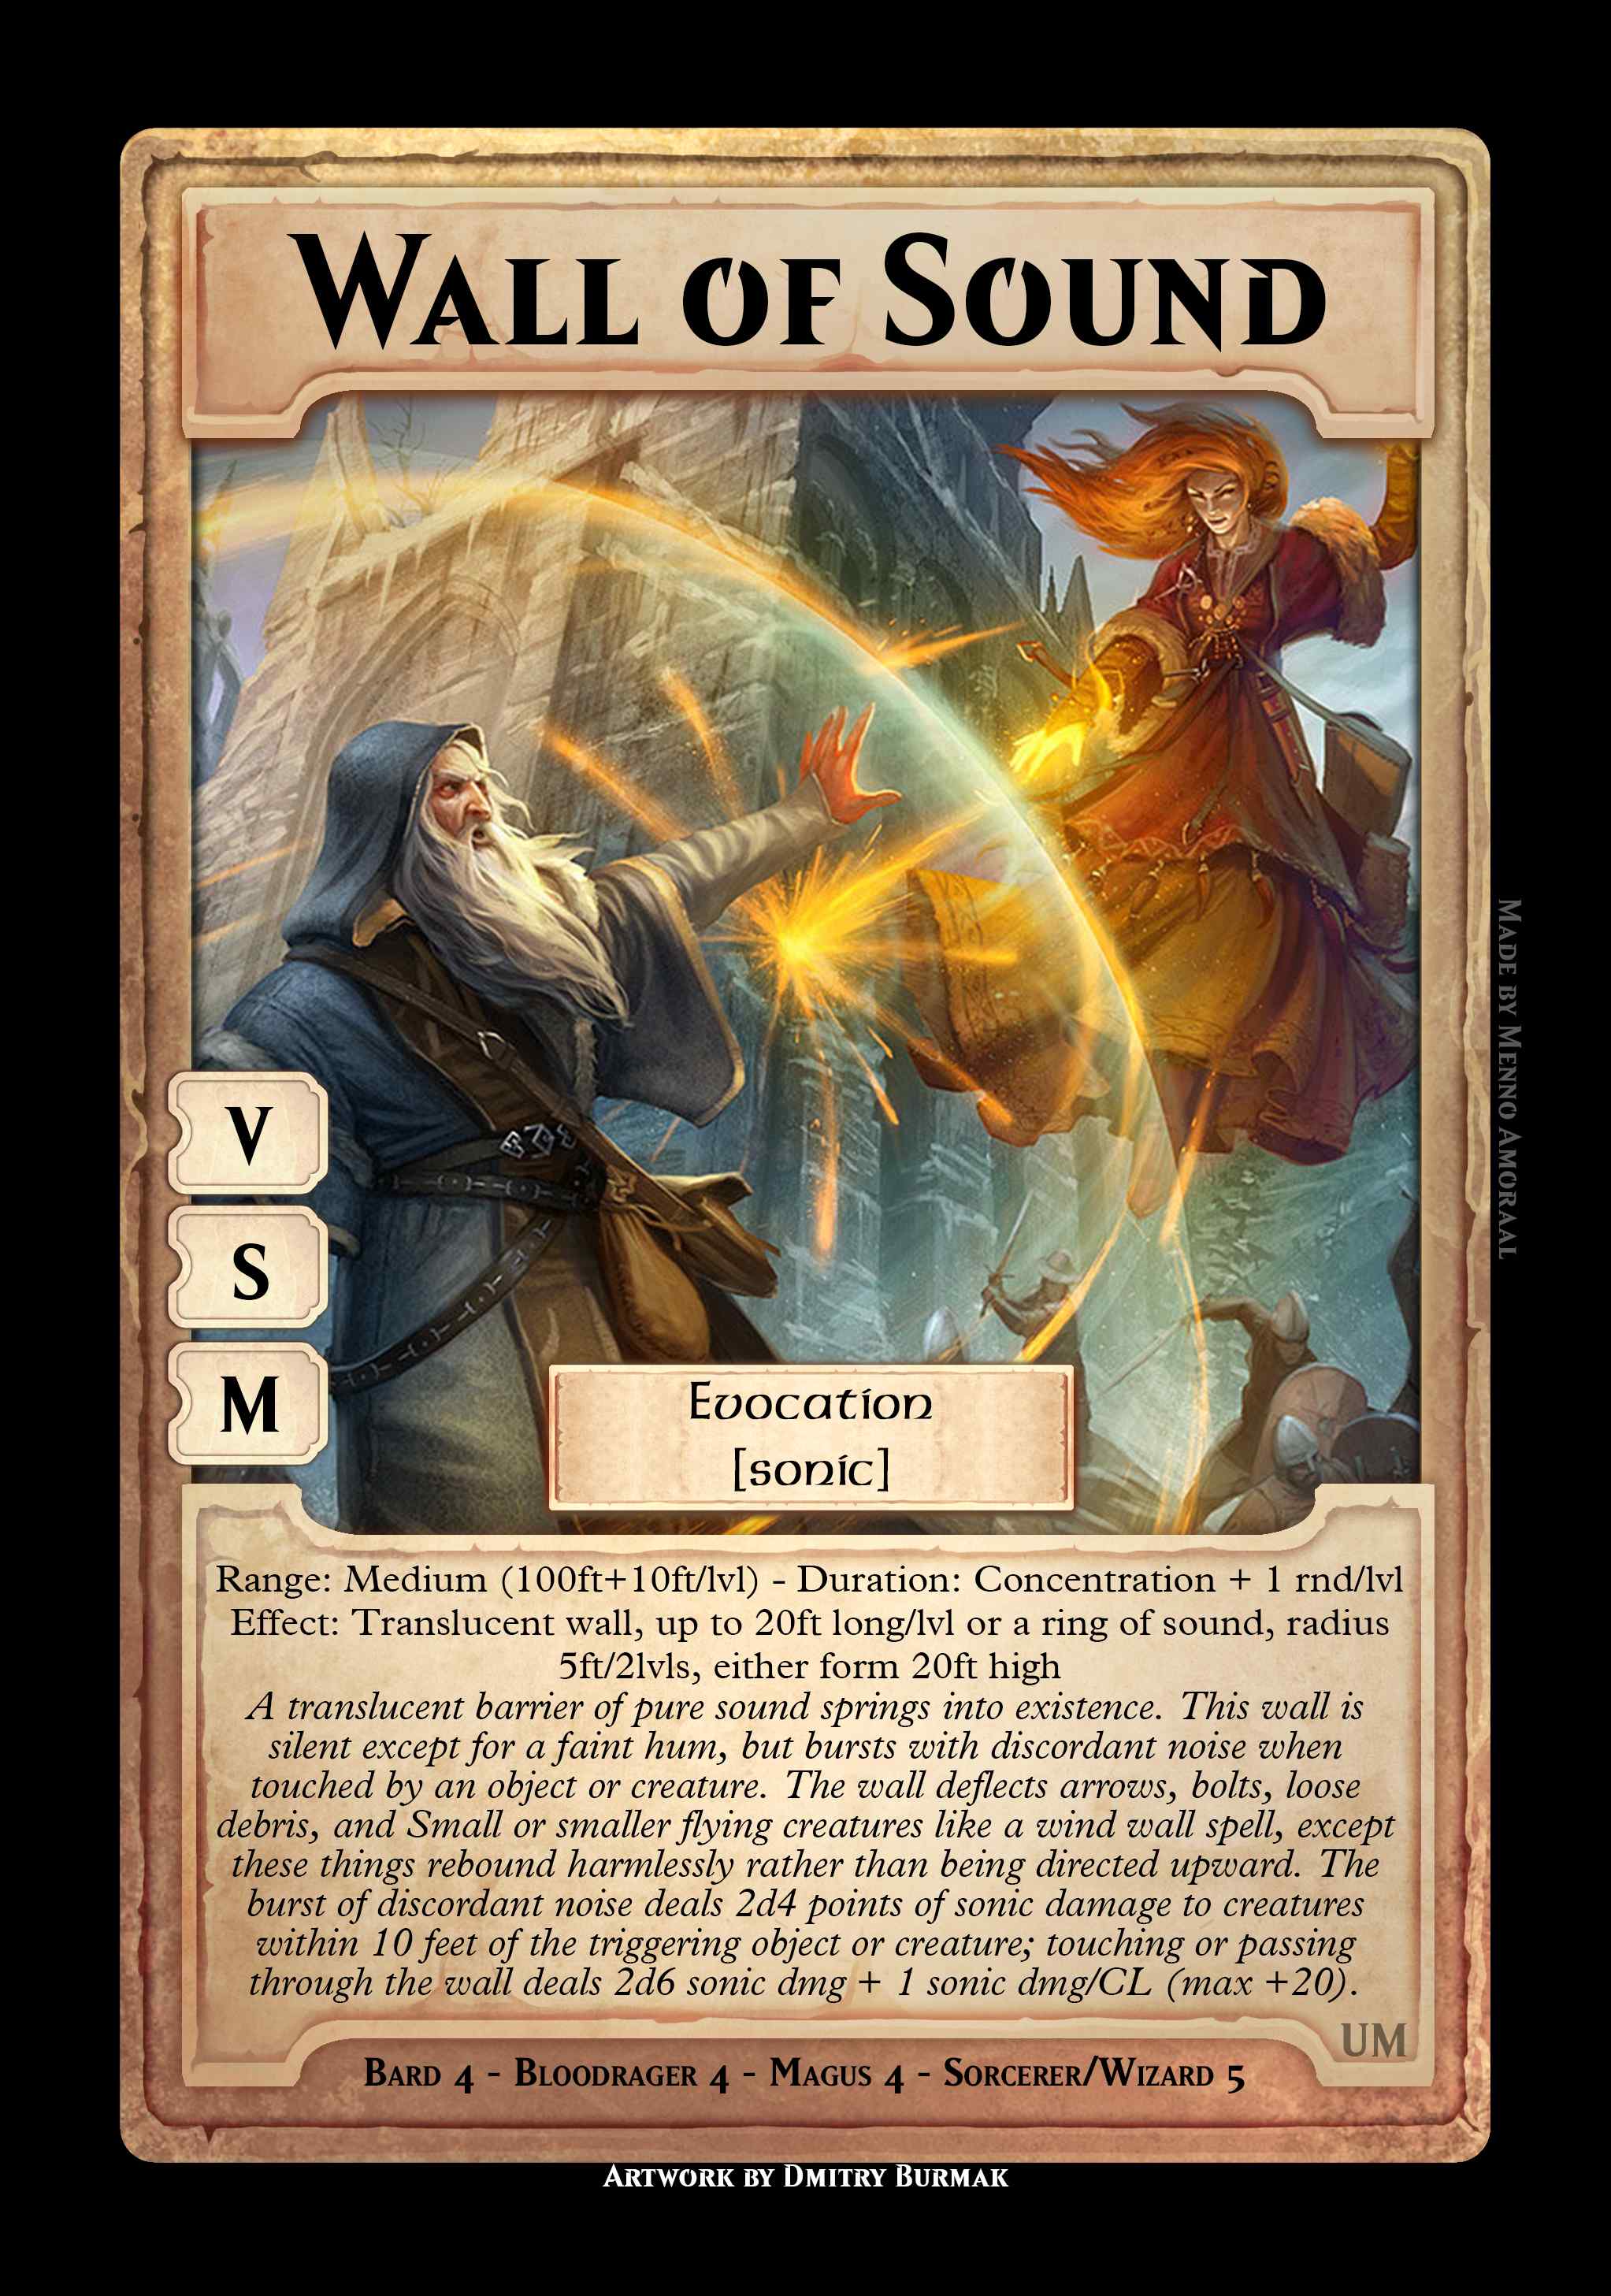 Wall of Sound
V
S
M
Evocation
[sonic]
Range: Medium (100ft+10ft/lvl) - Duration: Concentration + 1 rnd/lvl
Effect: Translucent wall, up to 20ft long/lvl or a ring of sound, radius
5ft/2lvls, either form 20ft high
A translucent barrier of pure sound springs into existence. This wall is
silent except for a faint hum, but bursts with discordant noise when
touched by an object or creature. The wall deflects arrows, bolts, loose
debris, and Small or smaller flying creatures like a wind wall spell, except
these things rebound harmlessly rather than being directed upward. The
burst of discordant noise deals 2d4 points of sonic damage to creatures
within 10 feet of the triggering object or creature; touching or passing
through the wall deals 2d6 sonic dmg + 1 sonic dmg/CL (max +20).
UM
Bard 4 - Bloodrager 4 - Magus 4 - Sorcerer/Wizard 5
Artwork by Dmitry Burmak
Made by Menno Amoraal